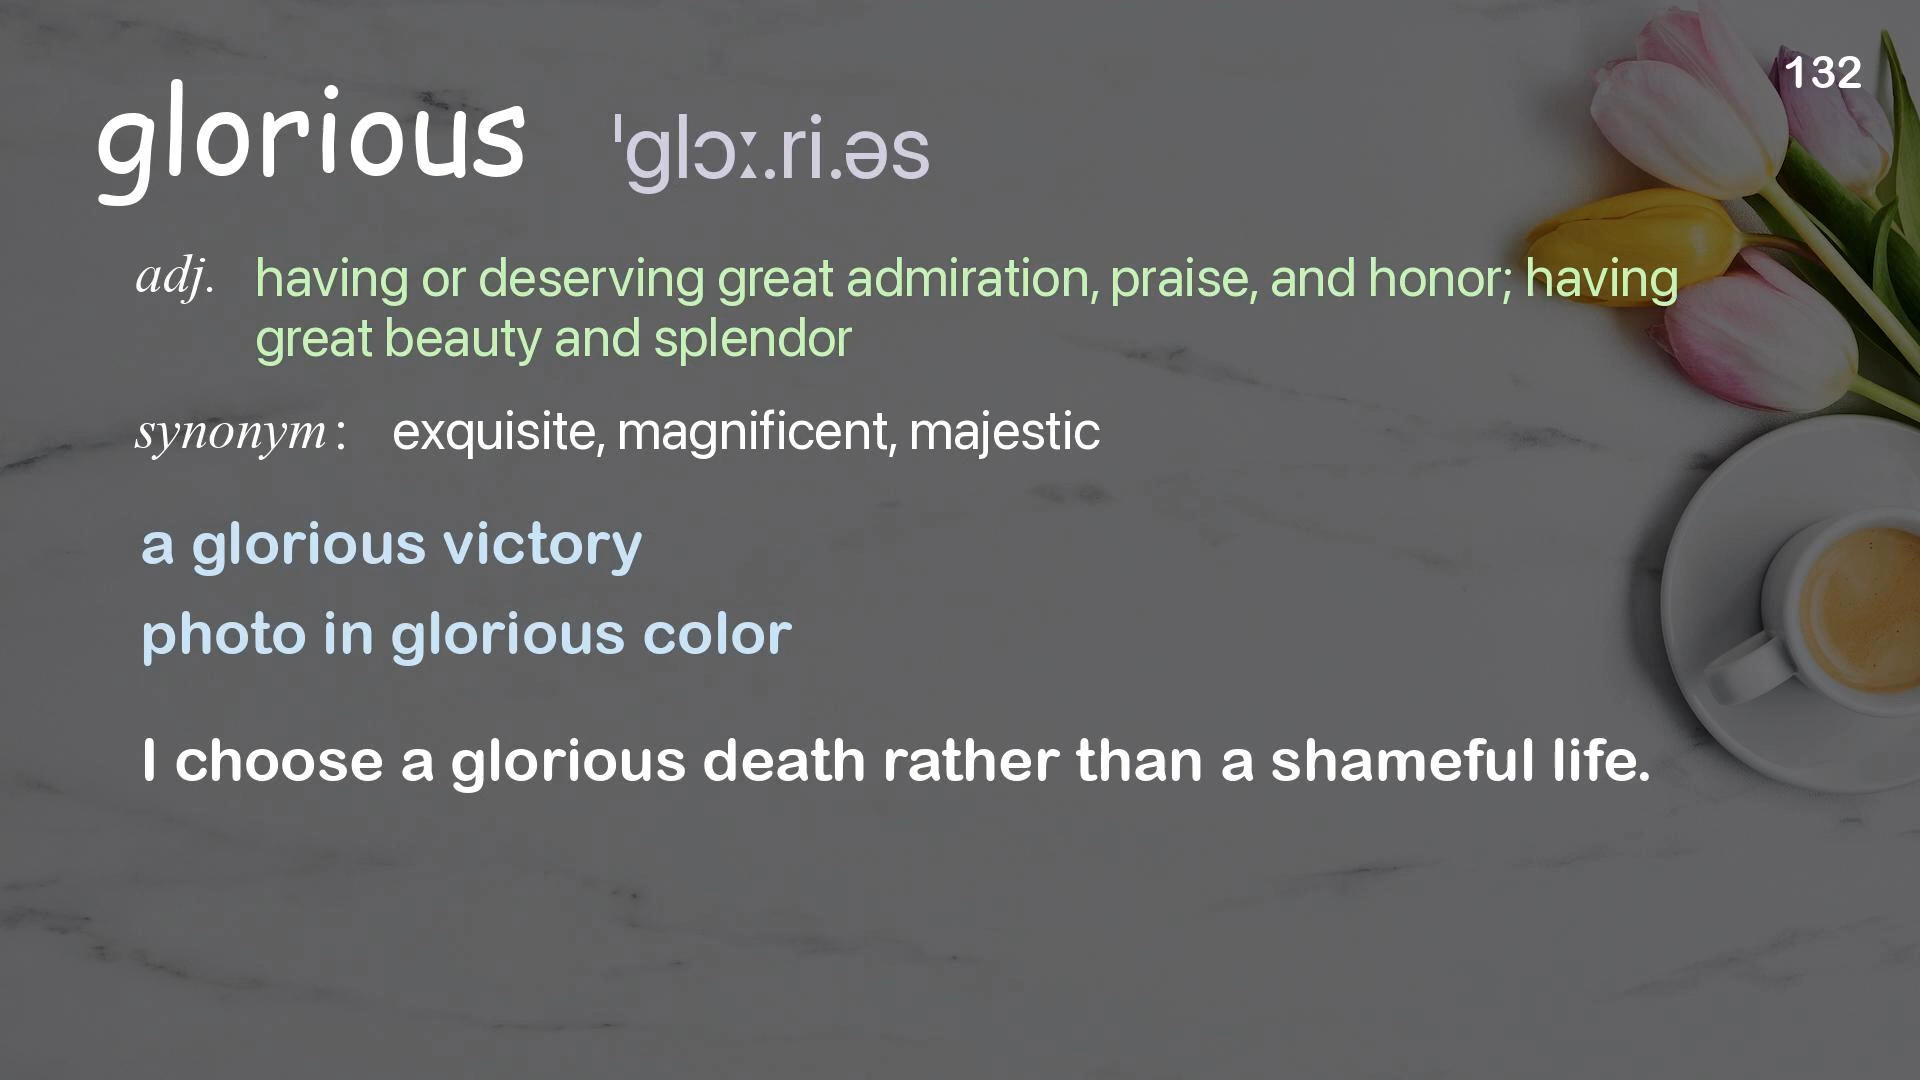 132
glorious ˈɡlɔː.ri.əs
adj. having or deserving great admiration, praise, and honor; having
great beauty and splendor
synonym: exquisite, magnificent, majestic
a glorious victory
photo in glorious color
I choose a glorious death rather than a shameful life.